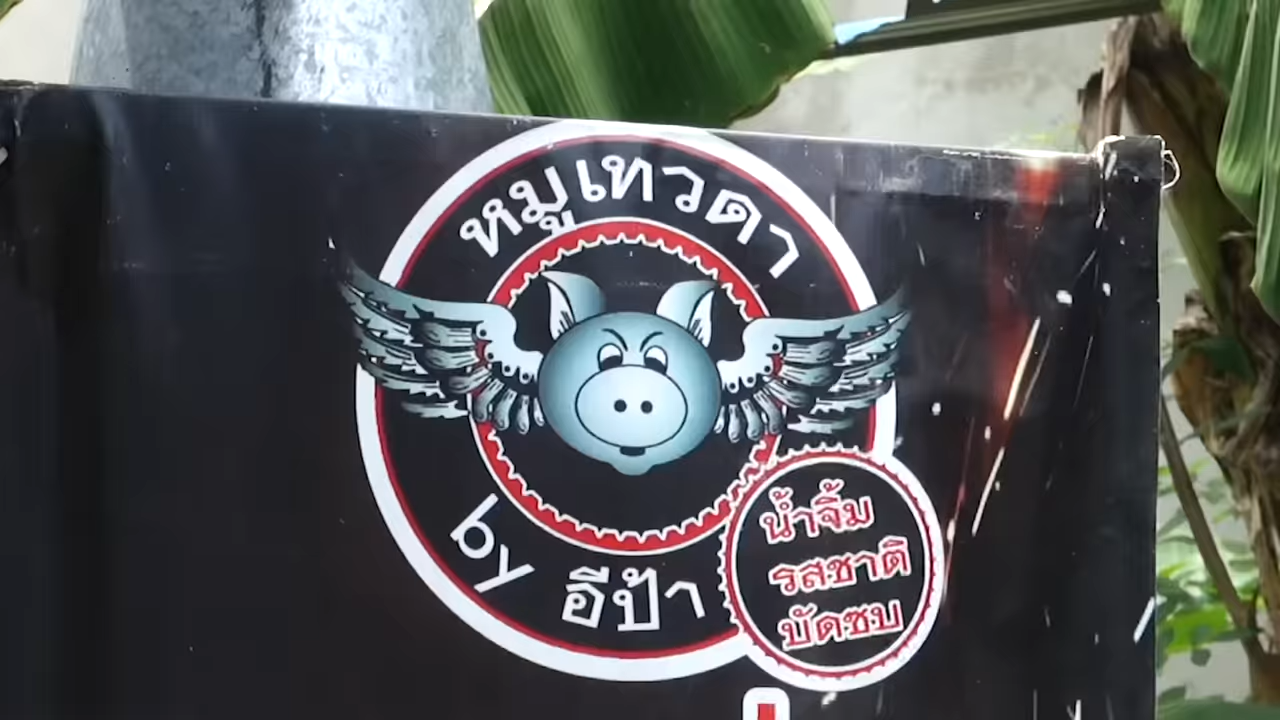 หมูเทวดา
by อีป้า
น้ำจิ้ม
รสชาติ
บัดซบ